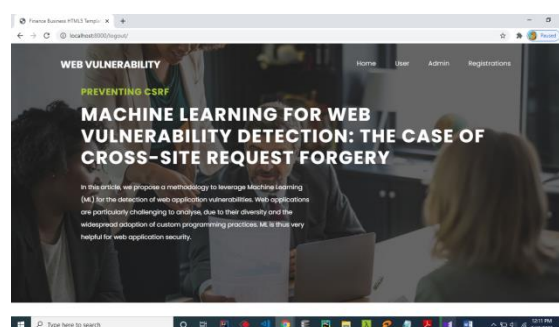 Finance Business HTML5 Templa
localhost:8000/logout/
Paused
WEB VULNERABILITY
Home User Admin Registrations
PREVENTING CSRF
MACHINE LEARNING FOR WEB
VULNERABILITY DETECTION: THE CASE OF
CROSS-SITE REQUEST FORGERY
In this article, we propose a methodology to leverage Machine Learning
(ML) for the detection of web application vulnerabilities. Web applications
are particularly challenging to analyse, due to their diversity and the
widespread adoption of custom programming practices. ML is thus very
helpful for web application security.
Type here to search
12:11 PM